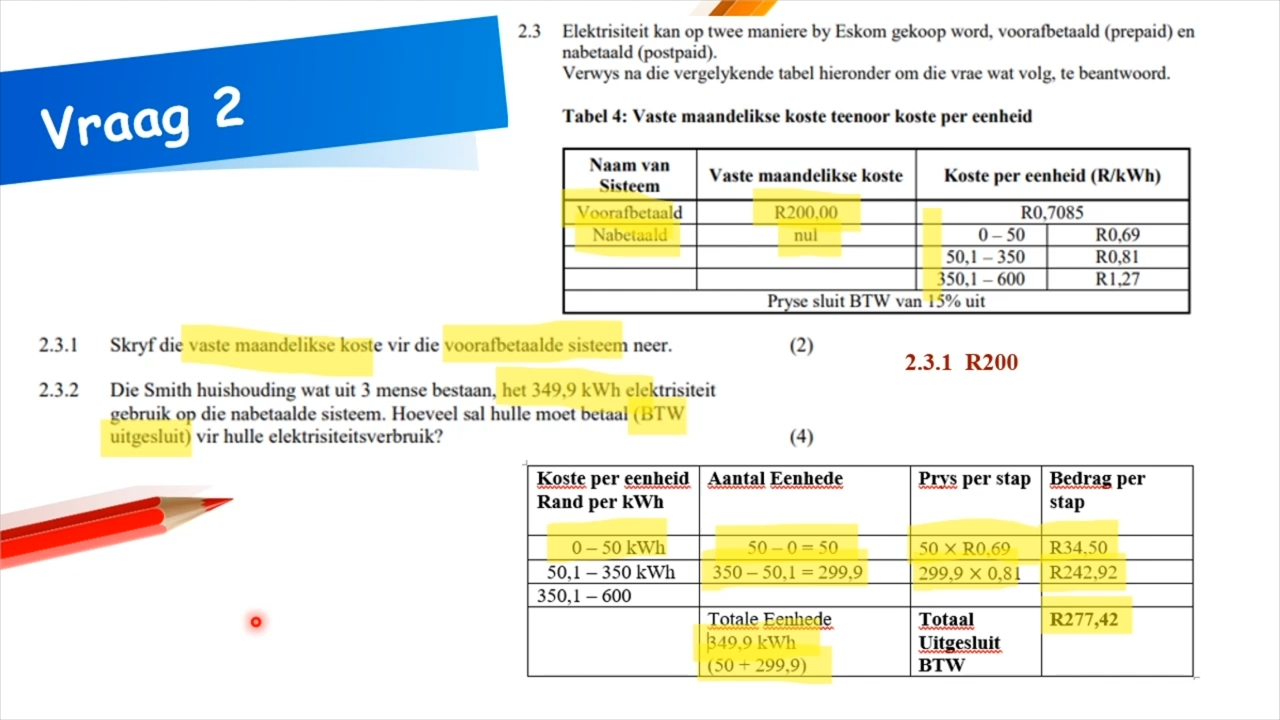 Vraag 2
2.3 Elektrisiteit kan op twee maniere by Eskom gekoop word, voorafbetaald (prepaid) en
nabetaald (postpaid).
Verwys na die vergelykende tabel hieronder om die vrae wat volg, te beantwoord.
Tabel 4: Vaste maandelikse koste teenoor koste per eenheid
Naam van Sisteem Vaste maandelikse koste Koste per eenheid (R/kWh)
Voorafbetaald R200,00 R0,7085
Nabetaald nul 0 – 50 R0,69
50,1 – 350 R0,81
350,1 – 600 R1,27
Pryse sluit BTW van 15% uit
2.3.1 Skryf die vaste maandelikse koste vir die voorafbetaalde sisteem neer. (2)
2.3.1 R200
2.3.2 Die Smith huishouding wat uit 3 mense bestaan, het 349,9 kWh elektrisiteit
gebruik op die nabetaalde sisteem. Hoeveel sal hulle moet betaal (BTW
uitgesluit) vir hulle elektrisiteitsverbruik? (4)
Koste per eenheid Aantal Eenhede Prys per stap Bedrag per
Rand per kWh stap
0 – 50 kWh 50 – 0 = 50 50 × R0,69 R34,50
50,1 – 350 kWh 350 – 50,1 = 299,9 299,9 × 0,81 R242,92
350,1 – 600
Totale Eenhede Totaal R277,42
349,9 kWh Uitgesluit
(50 + 299,9) BTW